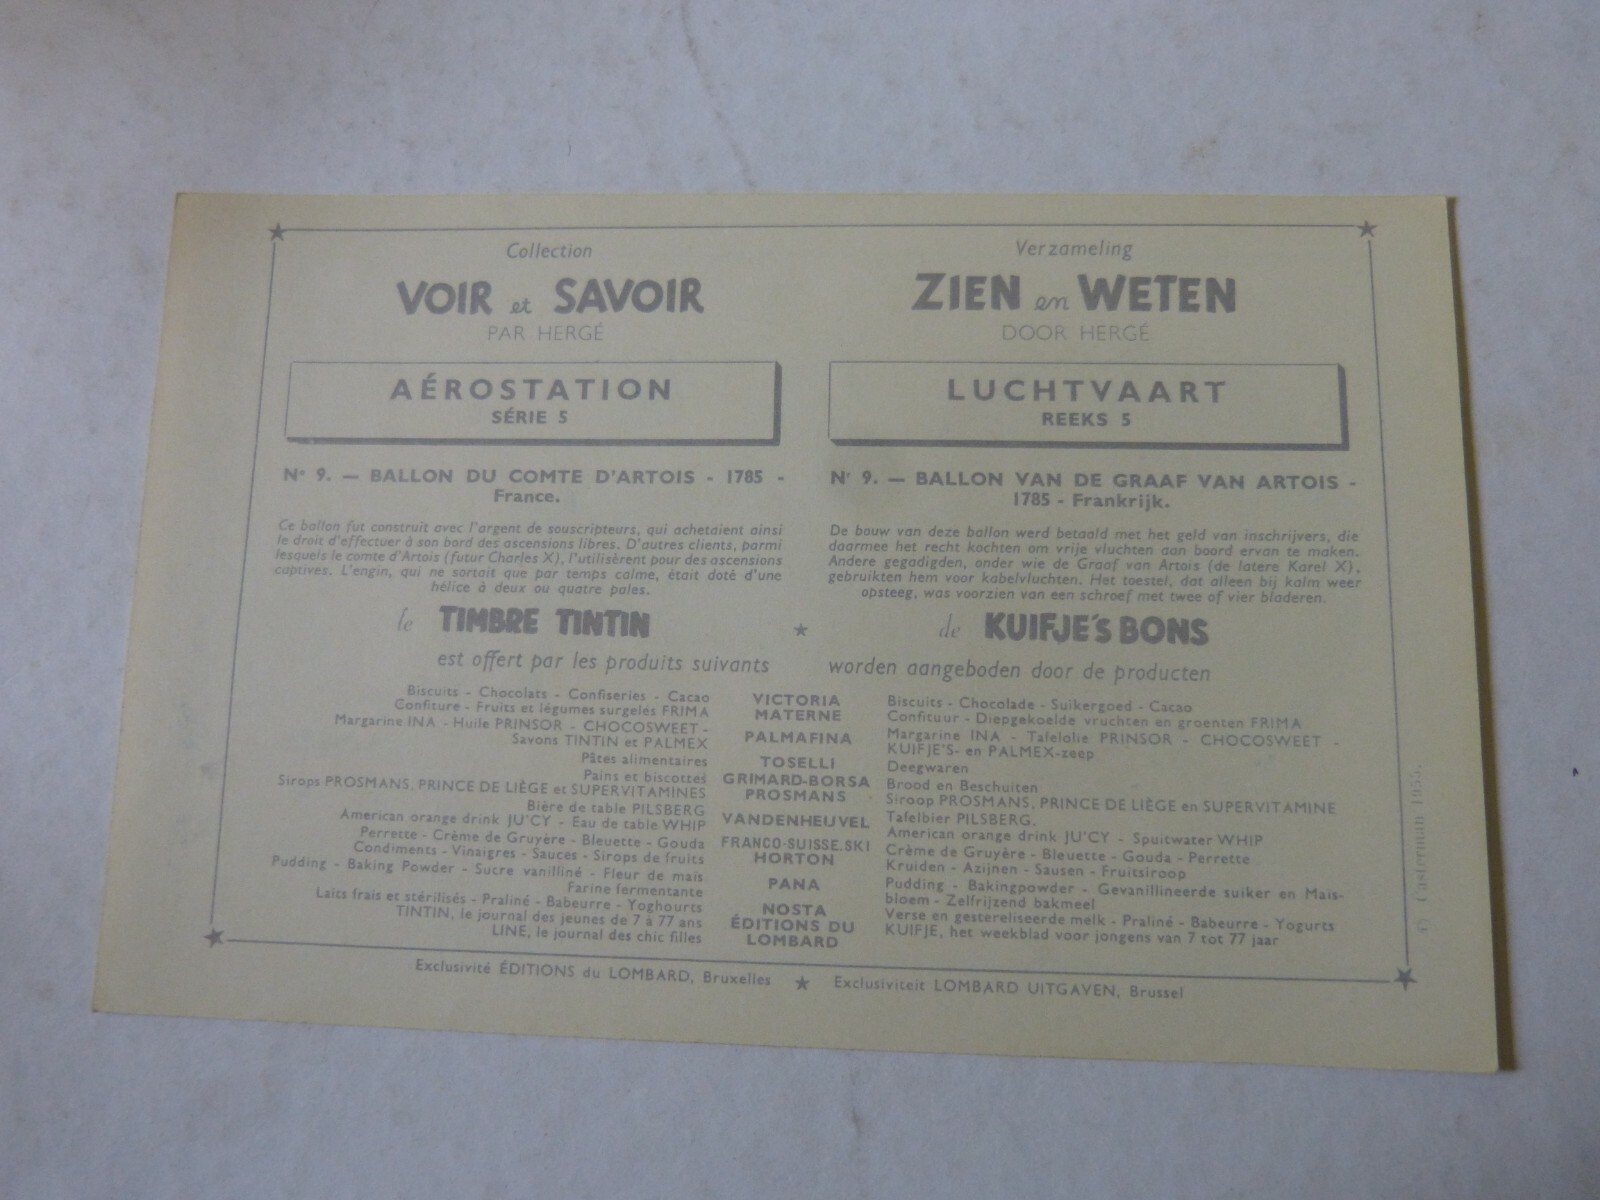 Collection
VOIR et SAVOIR
PAR HERGÉ
AÉROSTATION
SÉRIE 5
Nº 9. — BALLON DU COMTE D'ARTOIS - 1785 -
France.
Ce ballon fut construit avec l'argent de souscripteurs, qui achetaient ainsi
le droit d'effectuer à son bord des ascensions libres. D'autres clients, parmi
lesquels le comte d'Artois (futur Charles X), l'utilisèrent pour des ascensions
captives. L'engin, qui ne sortait que par temps calme, était doté d'une
hélice à deux ou quatre pales.
le TIMBRE TINTIN
est offert par les produits suivants
Verzameling
ZIEN en WETEN
DOOR HERGÉ
LUCHTVAART
REEKS 5
Nr 9. — BALLON VAN DE GRAAF VAN ARTOIS -
1785 - Frankrijk.
De bouw van deze ballon werd betaald met het geld van inschrijvers, die
daarmee het recht kochten om vrije vluchten aan boord ervan te maken.
Andere gegadigden, onder wie de Graaf van Artois (de latere Karel X),
gebruikten hem voor kabelvluchten. Het toestel, dat alleen bij kalm weer
opsteeg, was voorzien van een schroef met twee of vier bladeren.
de KUIFJE'S BONS
worden aangeboden door de producten
Biscuits - Chocolats - Confiseries - Cacao
Confiture - Fruits et légumes surgelés FRIMA
Margarine INA - Huile PRINSOR - CHOCOSWEET -
Savons TINTIN et PALMEX
Pâtes alimentaires
Pains et biscottes
Sirops PROSMANS, PRINCE DE LIÈGE et SUPERVITAMINES
Bière de table PILSBERG
American orange drink JU'CY - Eau de table WHIP
Perrette - Crème de Gruyère - Bleuette - Gouda
Condiments - Vinaigres - Sauces - Sirops de fruits
Pudding - Baking Powder - Sucre vanilliné - Fleur de maïs
Farine fermentante
Laits frais et stérilisés - Praliné - Babeurre - Yoghourts
TINTIN, le journal des jeunes de 7 à 77 ans
LINE, le journal des chic filles
VICTORIA
MATERNE
PALMAFINA
TOSELLI
GRIMARD-BORSA
PROSMANS
VANDENHEUVEL
FRANCO-SUISSE.SKI
HORTON
PANA
NOSTA
ÉDITIONS DU
LOMBARD
Biscuits - Chocolade - Suikergoed - Cacao
Confituur - Diepgekoelde vruchten en groenten FRIMA
Margarine INA - Tafelolie PRINSOR - CHOCOSWEET -
KUIFJE'S- en PALMEX-zeep
Deegwaren
Brood en Beschuiten
Siroop PROSMANS, PRINCE DE LIÈGE en SUPERVITAMINE
Tafelbier PILSBERG.
American orange drink JU'CY - Spuitwater WHIP
Crème de Gruyère - Bleuette - Gouda - Perrette
Kruiden - Azijnen - Sausen - Fruitsiroop
Pudding - Bakingpowder - Gevanillineerde suiker en Maïs-
bloem - Zelfrijzend bakmeel
Verse en gestereliseerde melk - Praliné - Babeurre - Yogurts
KUIFJE, het weekblad voor jongens van 7 tot 77 jaar
Exclusivité ÉDITIONS du LOMBARD, Bruxelles
Exclusiviteit LOMBARD UITGAVEN, Brussel
Casterman 1955.